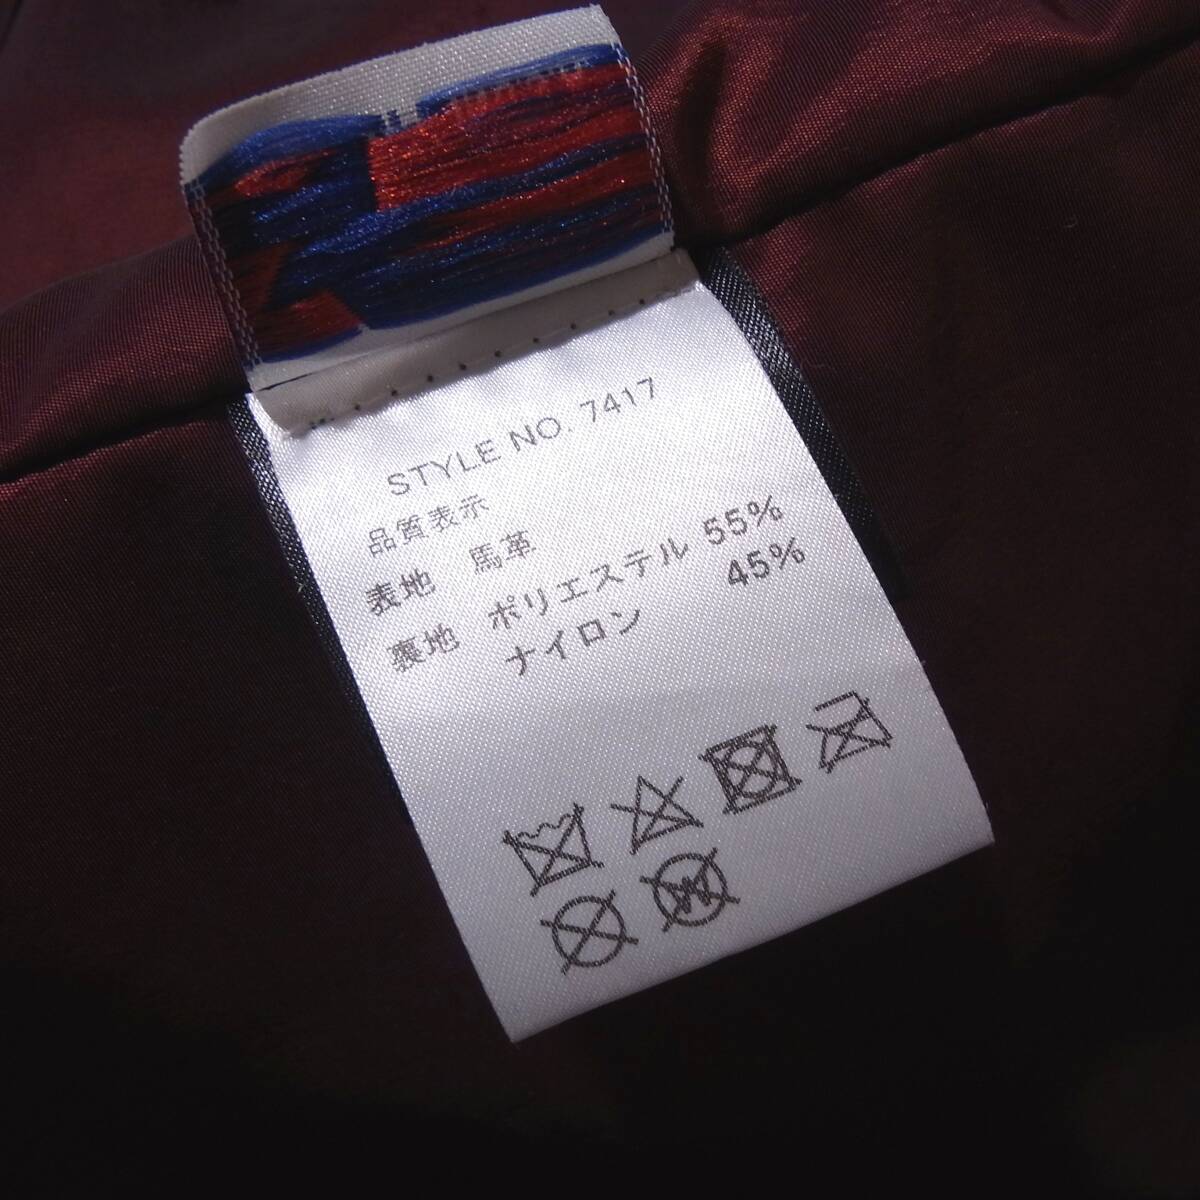 STYLE NO. 7417
品質表示
表地 馬革
裏地 ポリエステル 55%
ナイロン 45%